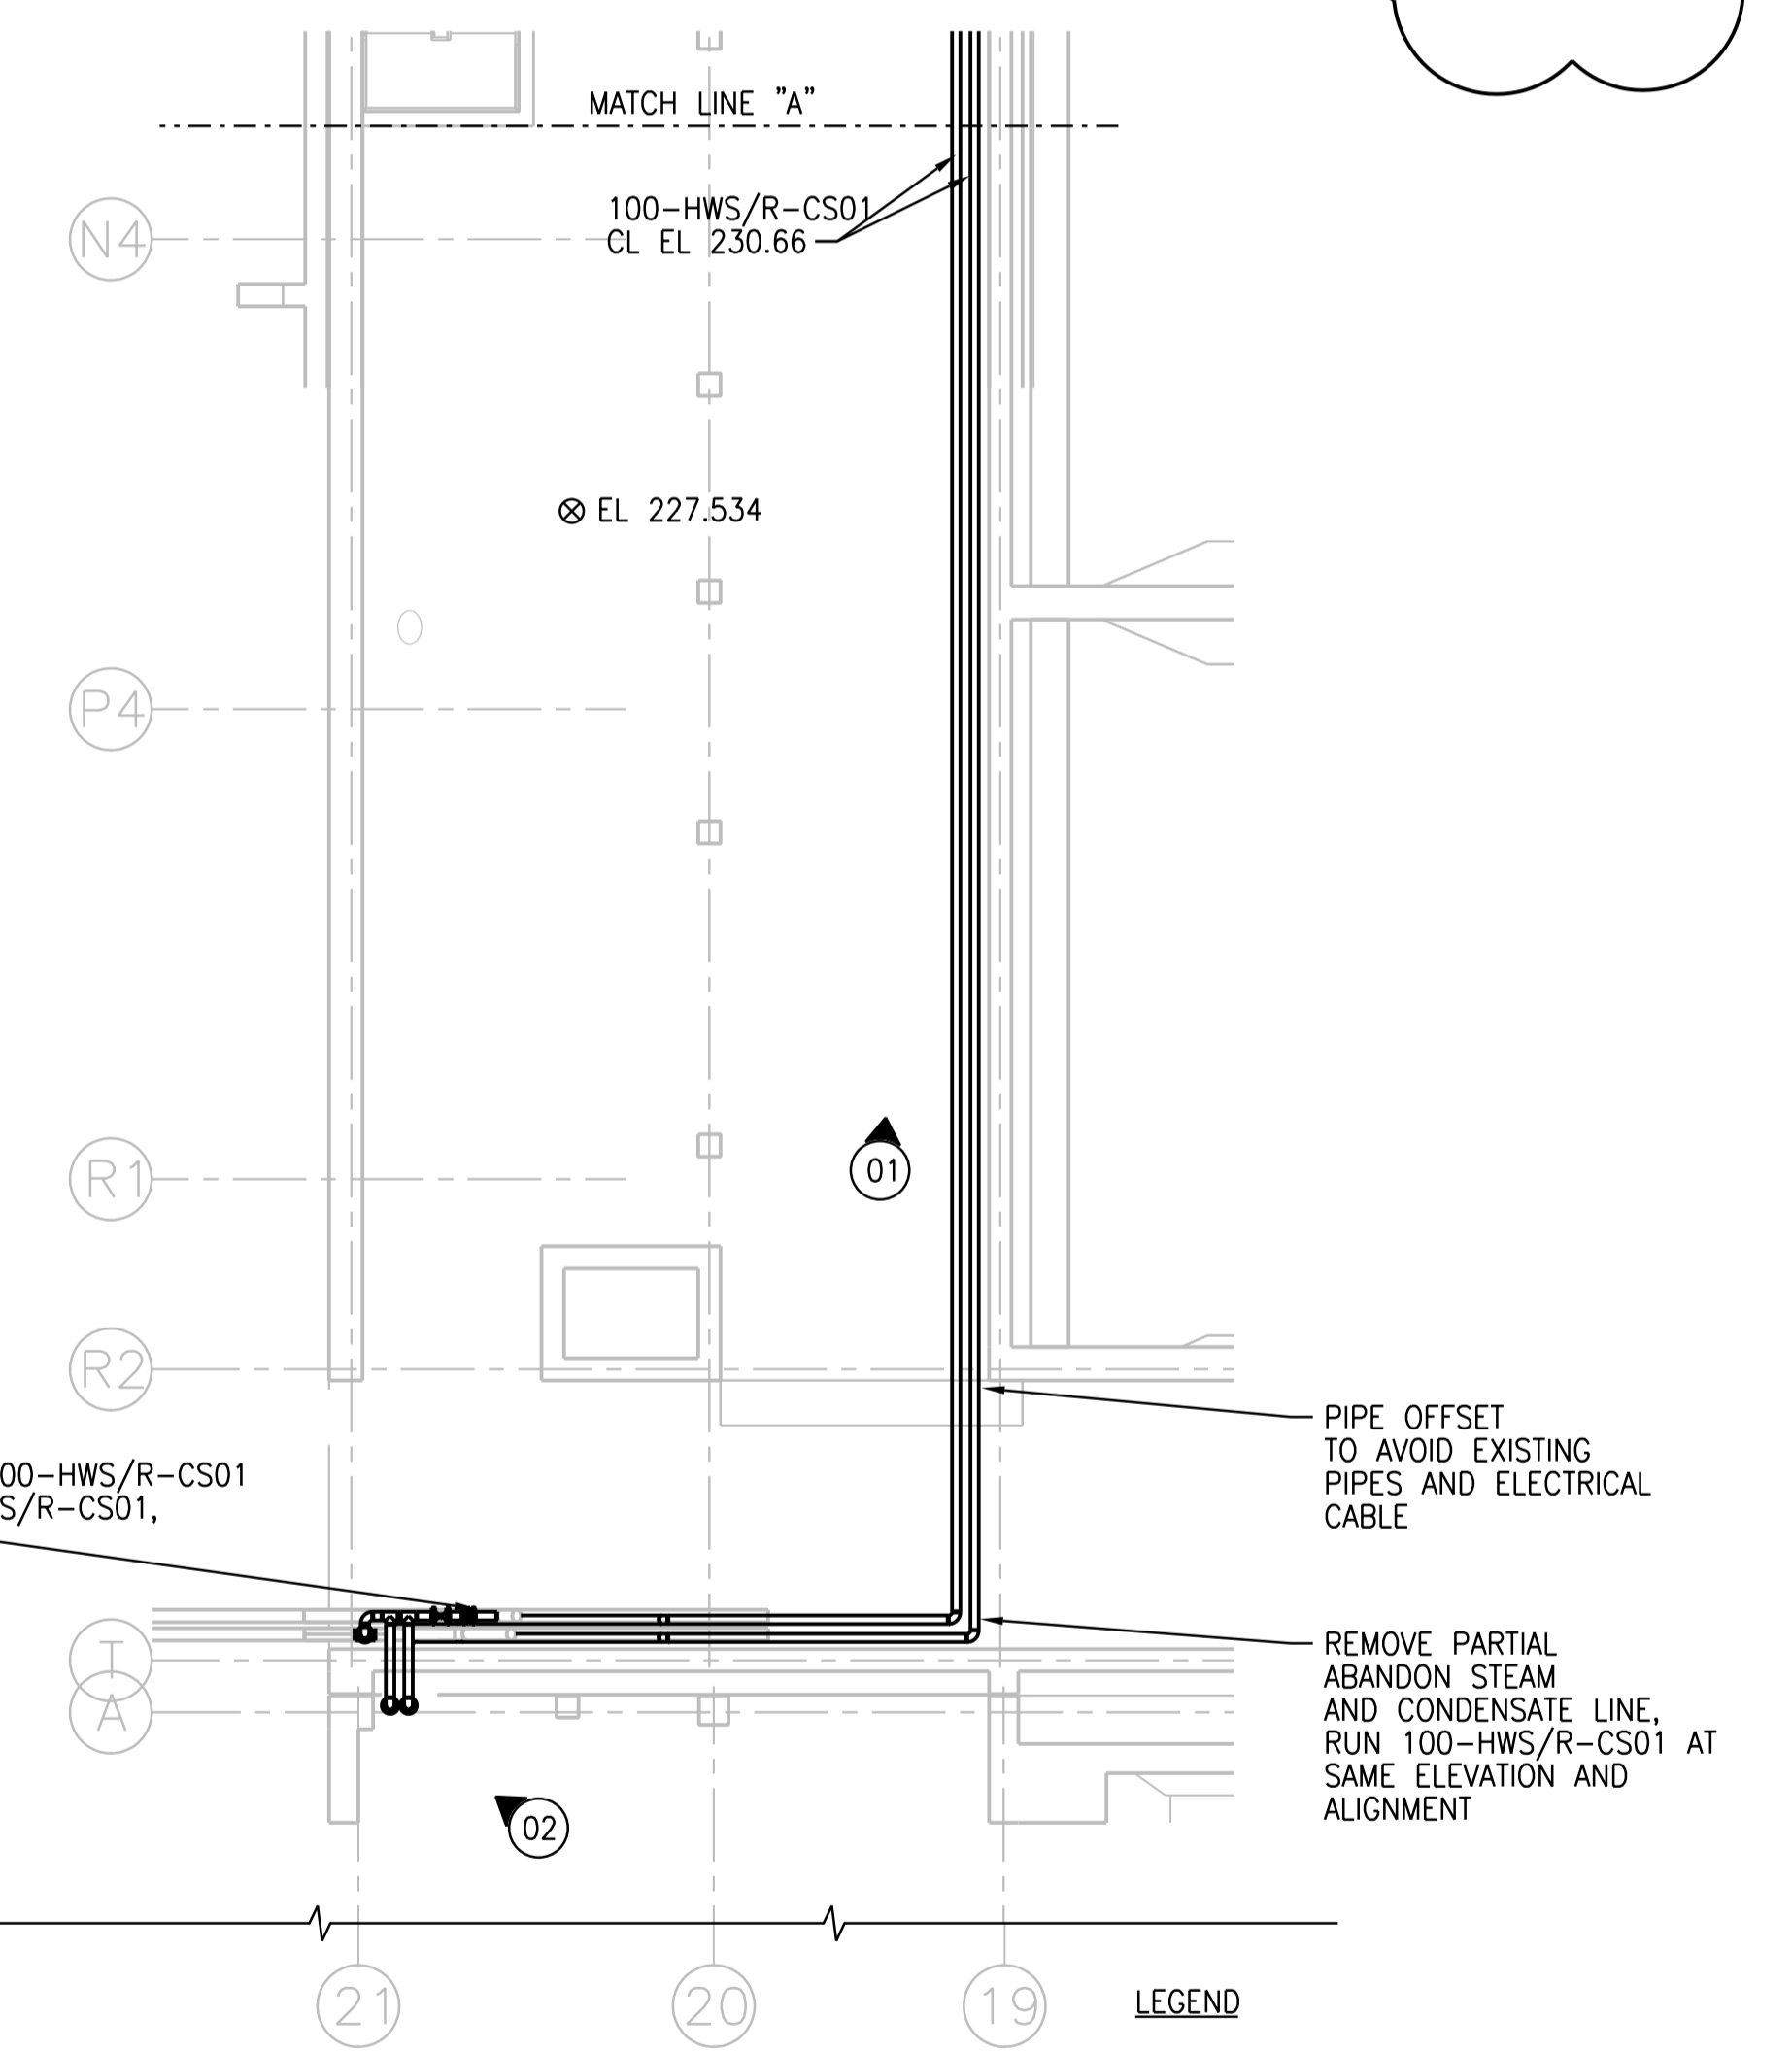 MATCH LINE "A"
100-HWS/R-CS01
CL EL 230.66
N4
EL 227.534
P4
01
R1
R2
PIPE OFFSET
TO AVOID EXISTING
PIPES AND ELECTRICAL
CABLE
00-HWS/R-CS01
S/R-CS01,
REMOVE PARTIAL
ABANDON STEAM
AND CONDENSATE LINE,
RUN 100-HWS/R-CS01 AT
SAME ELEVATION AND
ALIGNMENT
T
A
02
21
20
19
LEGEND